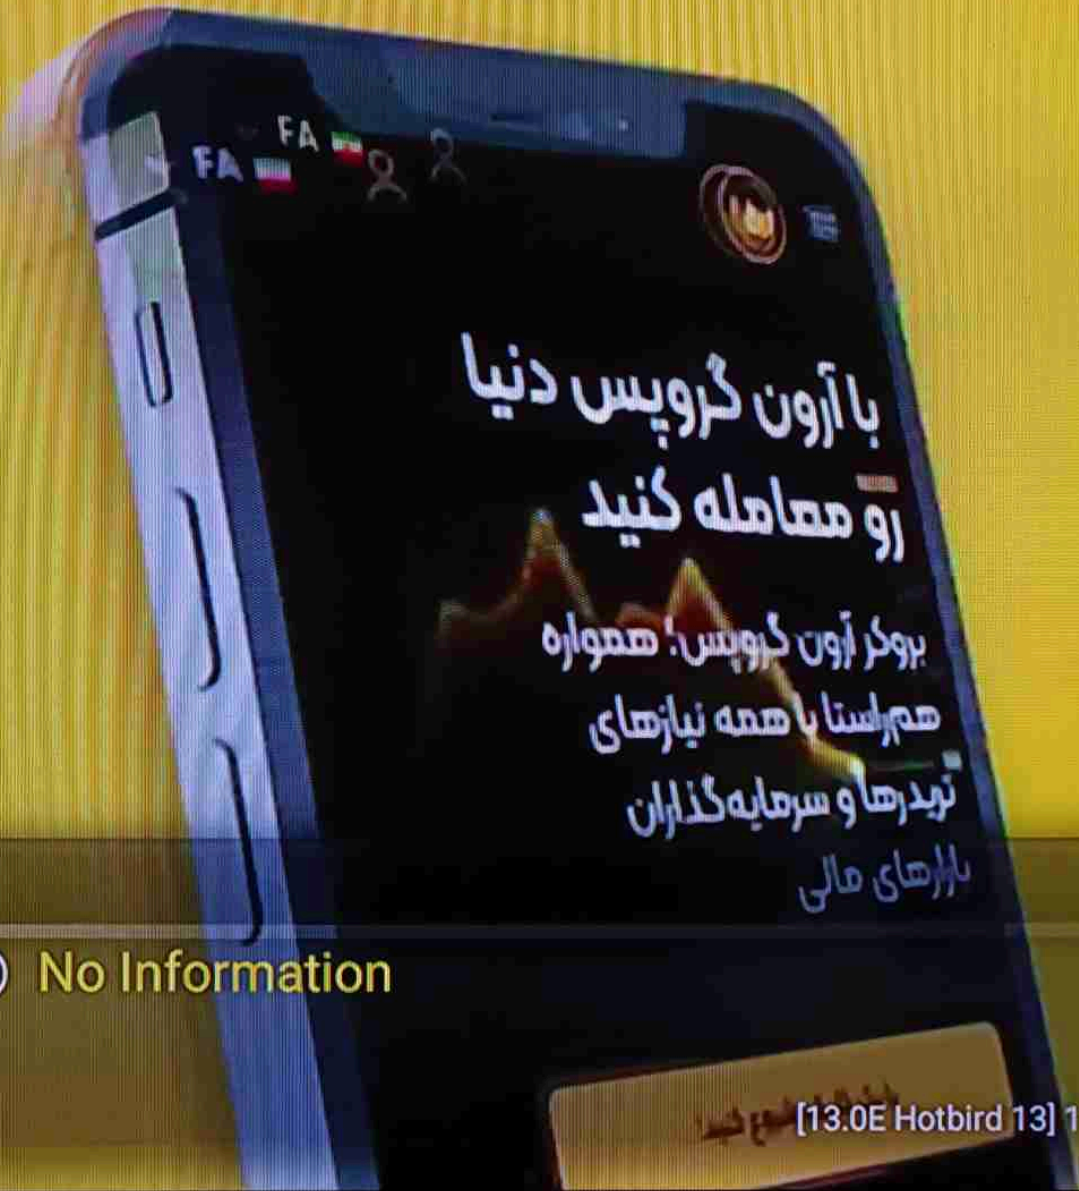 FA
FA
با آرون گروپس دنیا
رو معامله کنید
بروکر آرون گروپس؛ همواره
هم‌راستا با همه نیازهای
تریدرها و سرمایه‌گذاران
بازارهای مالی
No Information
[13.0E Hotbird 13] 1